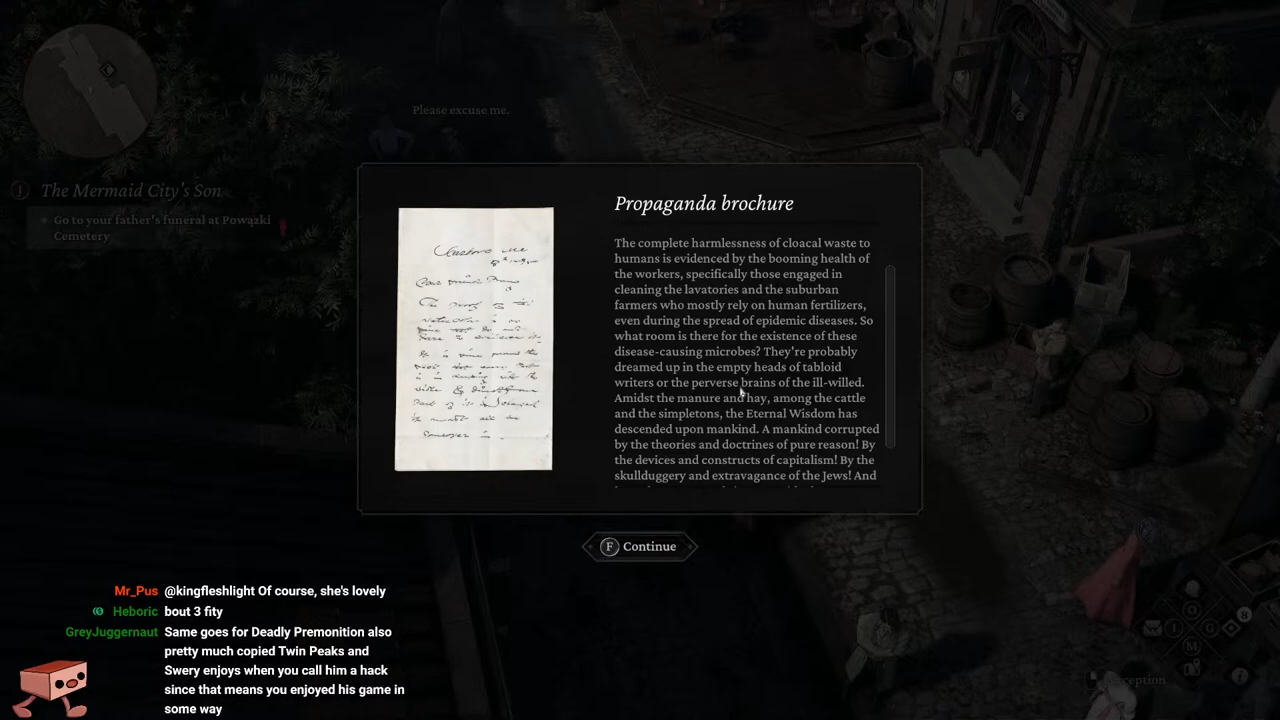 Please excuse me.
The Mermaid City's Son
Go to your father's funeral at Powązki
Cemetery
Propaganda brochure
The complete harmlessness of cloacal waste to
humans is evidenced by the booming health of
the workers, specifically those engaged in
cleaning the lavatories and the suburban
farmers who mostly rely on human fertilizers,
even during the spread of epidemic diseases. So
what room is there for the existence of these
disease-causing microbes? They're probably
dreamed up in the empty heads of tabloid
writers or the perverse brains of the ill-willed.
Amidst the manure and hay, among the cattle
and the simpletons, the Eternal Wisdom has
descended upon mankind. A mankind corrupted
by the theories and doctrines of pure reason! By
the devices and constructs of capitalism! By the
skullduggery and extravagance of the Jews! And
F Continue
Mr_Pus @kingfleshlight Of course, she's lovely
Heboric bout 3 fity
GreyJuggernaut Same goes for Deadly Premonition also
pretty much copied Twin Peaks and
Swery enjoys when you call him a hack
since that means you enjoyed his game in
some way
O
J I G 8
M